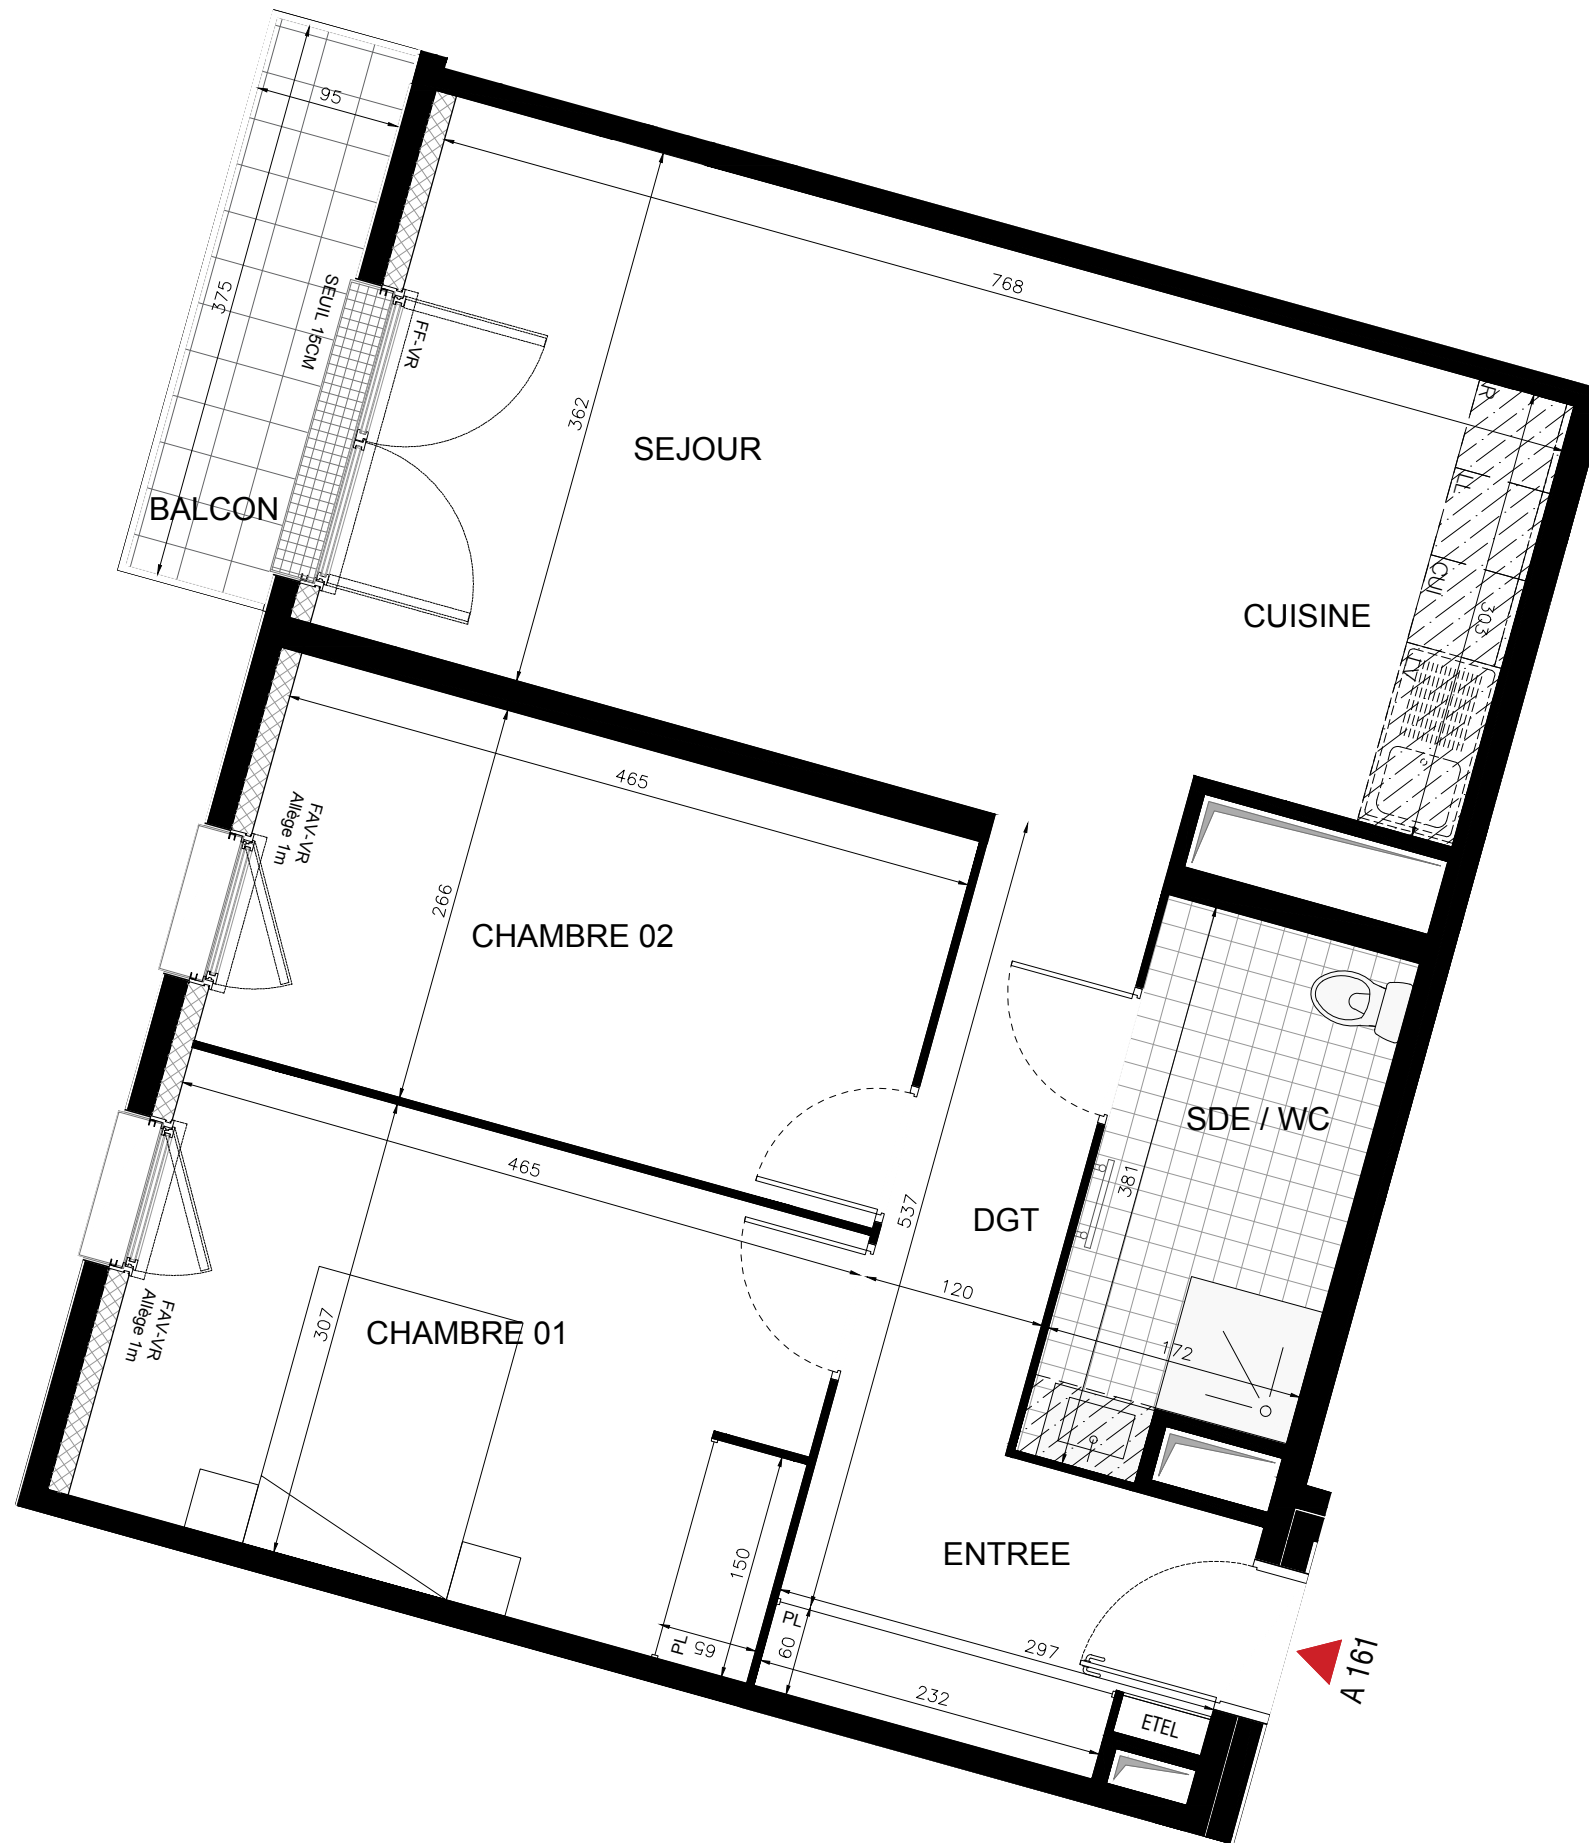 95
375
SEUIL 15CM
FF-VR
BALCON
768
362
SEJOUR
CUISINE
LL
CUI
303
LV
465
FAV-VR
Allège 1m
266
CHAMBRE 02
465
537
DGT
SDE / WC
381
120
172
FAV-VR
Allège 1m
307
CHAMBRE 01
150
PL
65
ENTREE
PL
60
297
232
ETEL
A 161